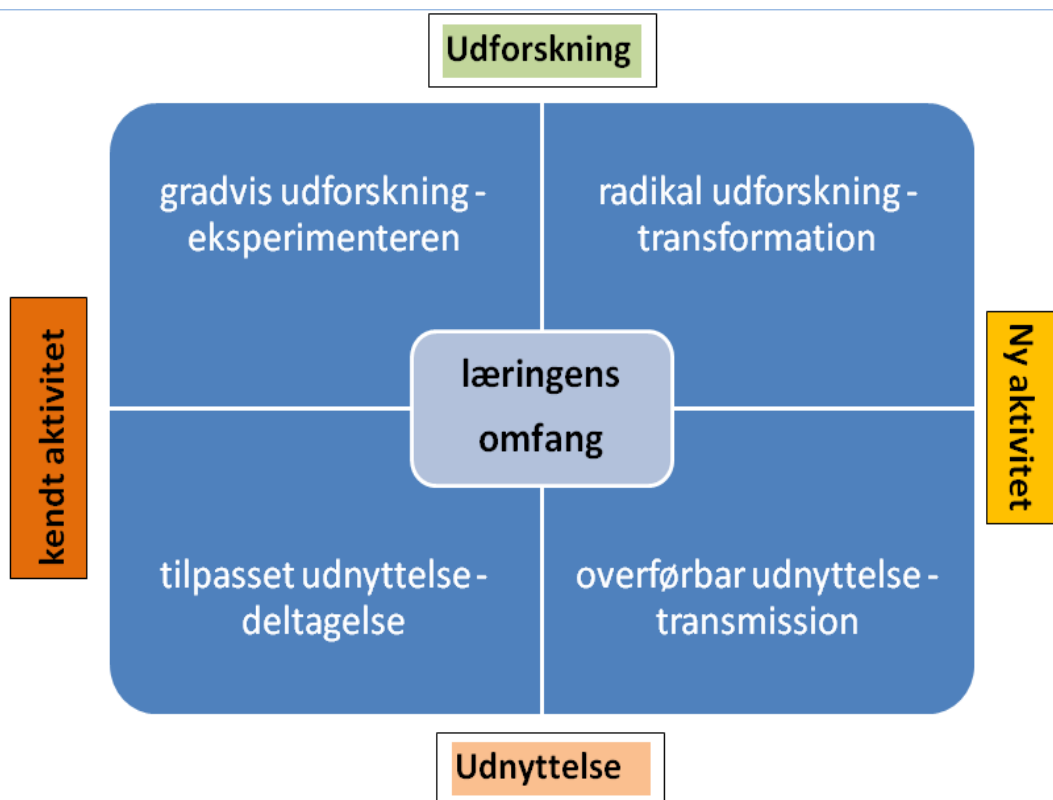 Udforskning
gradvis udforskning -
eksperimenteren
radikal udforskning -
transformation
kendt aktivitet
læringens
omfang
Ny aktivitet
tilpasset udnyttelse -
deltagelse
overførbar udnyttelse -
transmission
Udnyttelse